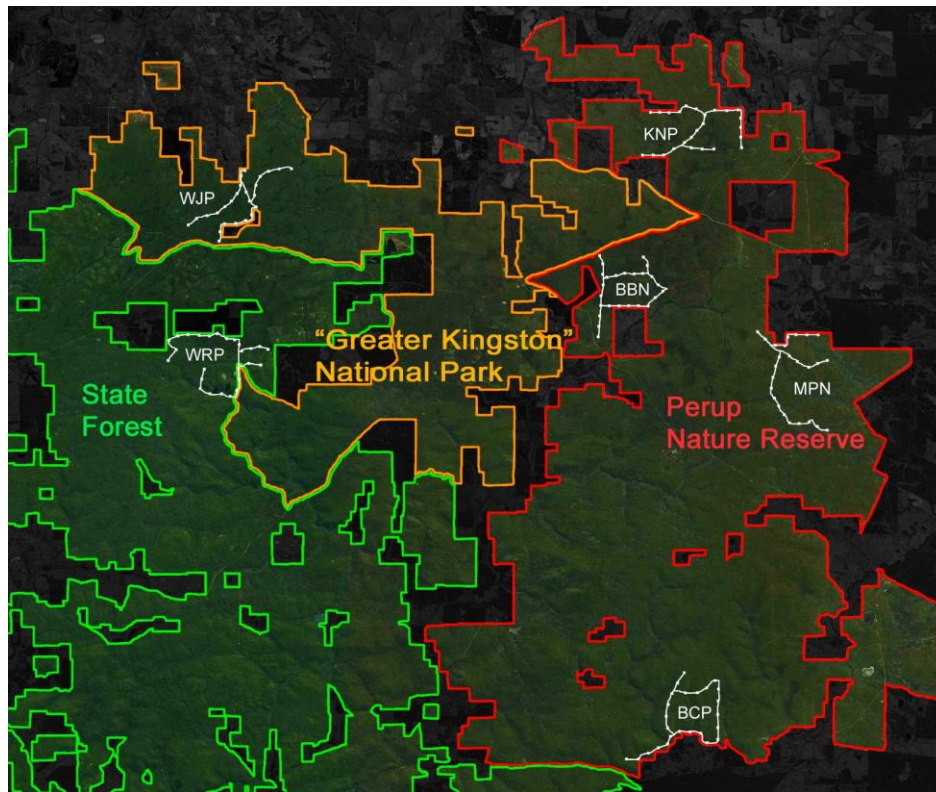 KNP
WJP
BBN
WRP
"Greater Kingston"
National Park
MPN
State
Forest
Perup
Nature Reserve
BCP